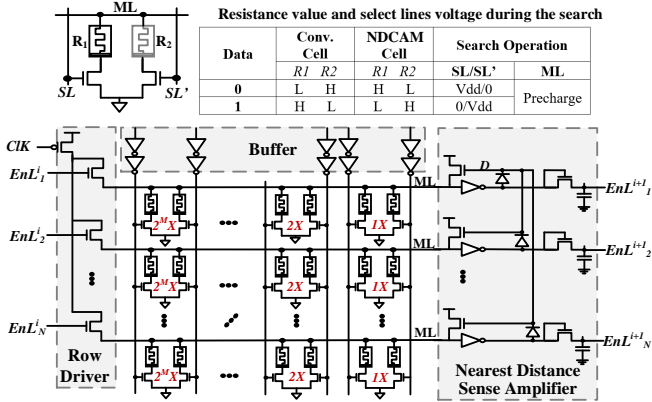 Resistance value and select lines voltage during the search
ML
R1
R2
SL
SL'
Data
Conv. Cell
NDCAM Cell
Search Operation
R1 R2
R1 R2
SL/SL'
ML
0
L H
H L
Vdd/0
Precharge
1
H L
L H
0/Vdd
ClK
Buffer
EnL^i_1
ML
D
EnL^{i+1}_1
2^M X
...
2X
1X
EnL^i_2
ML
EnL^{i+1}_2
2^M X
2X
1X
EnL^i_N
ML
EnL^{i+1}_N
2^M X
...
2X
1X
Row Driver
Nearest Distance
Sense Amplifier